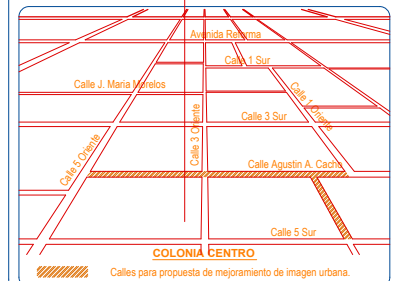 Avenida Reforma
Calle 1 Sur
Calle J. Maria Morelos
Calle 1 Oriente
Calle 3 Oriente
Calle 3 Sur
Calle 5 Oriente
Calle Agustin A. Cacho
Calle 5 Sur
COLONIA CENTRO
Calles para propuesta de mejoramiento de imagen urbana.